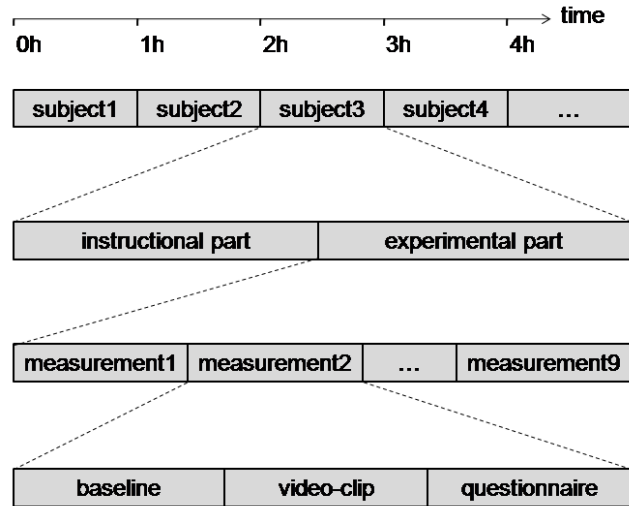 time
0h 1h 2h 3h 4h
subject1 subject2 subject3 subject4 ...
instructional part experimental part
measurement1 measurement2 ... measurement9
baseline video-clip questionnaire